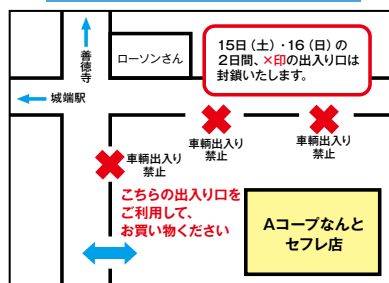 善徳寺
ローソンさん
15日（土）・16（日）の
2日間、×印の出入り口は
封鎖いたします。
城端駅
車輌出入り
禁止
車輌出入り
禁止
車輌出入り
禁止
こちらの出入り口を
ご利用して、
お買い物ください
Aコープなんと
セフレ店